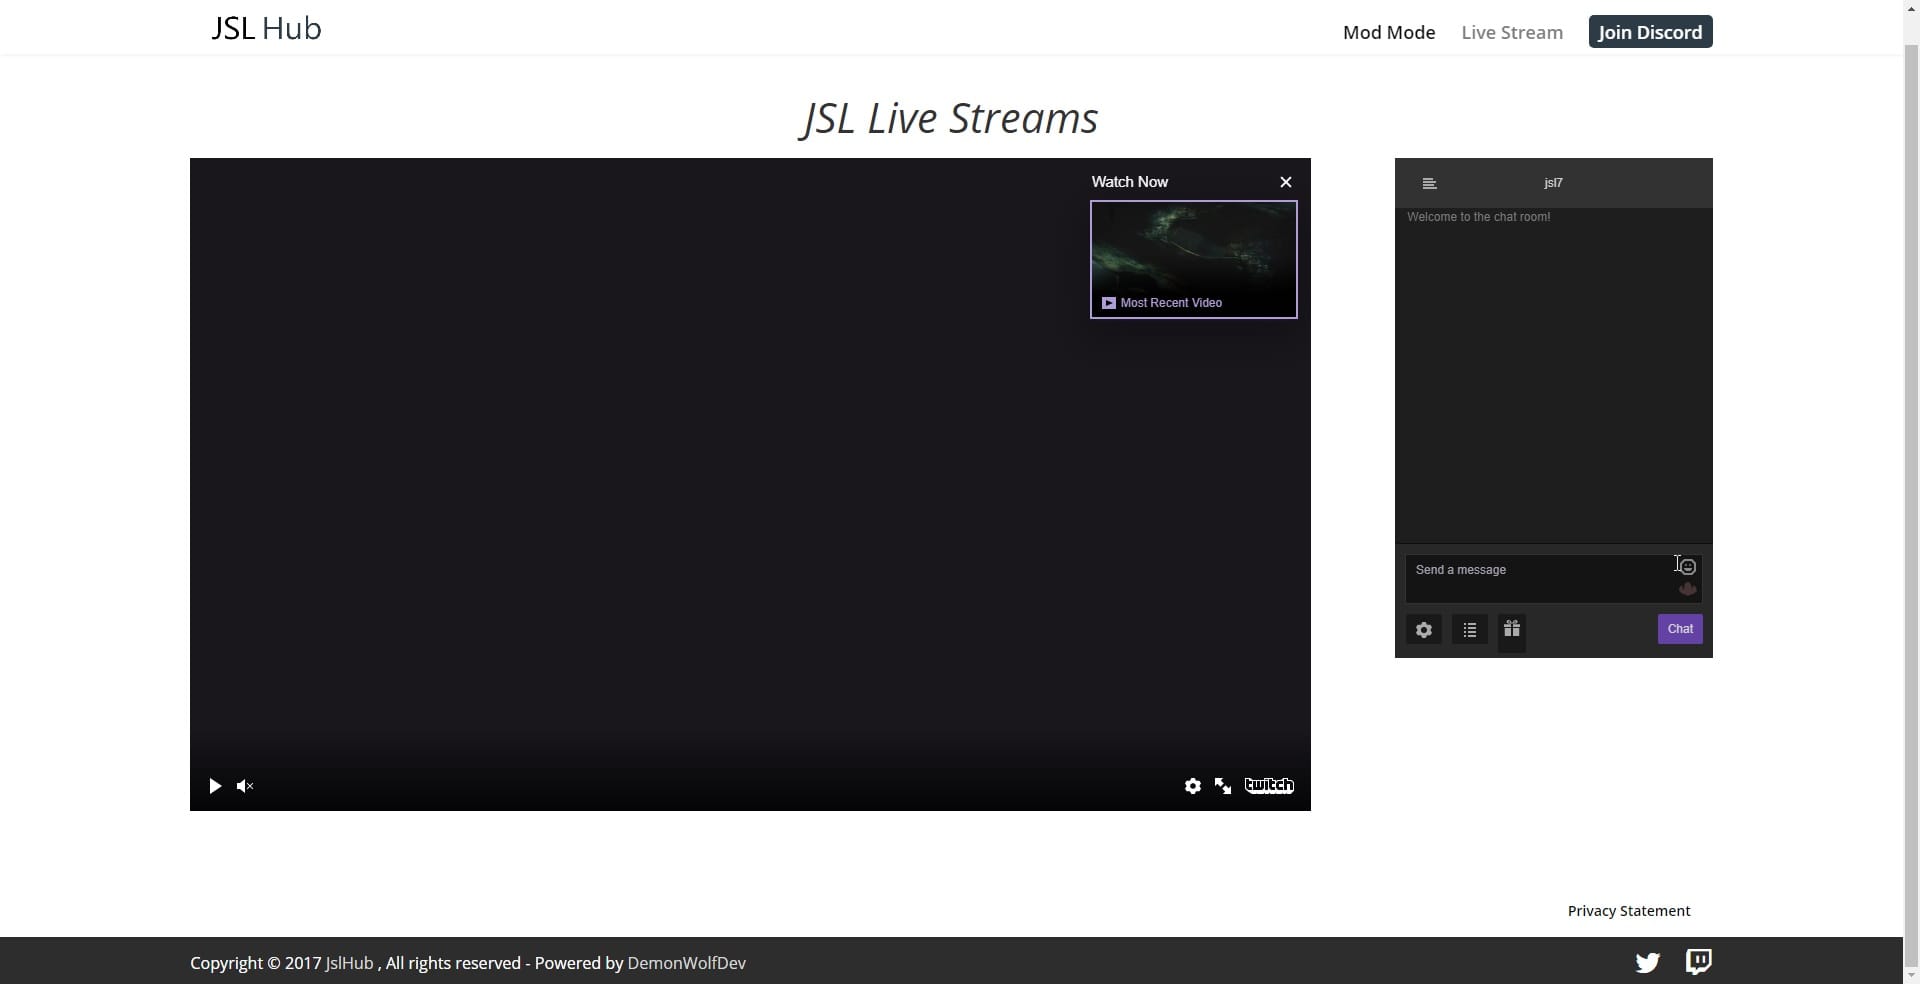 JSL Hub
Mod Mode
Live Stream
Join Discord
JSL Live Streams
Watch Now
Most Recent Video
twitch
jsl7
Welcome to the chat room!
Send a message
Chat
Privacy Statement
Copyright © 2017 JslHub , All rights reserved - Powered by DemonWolfDev